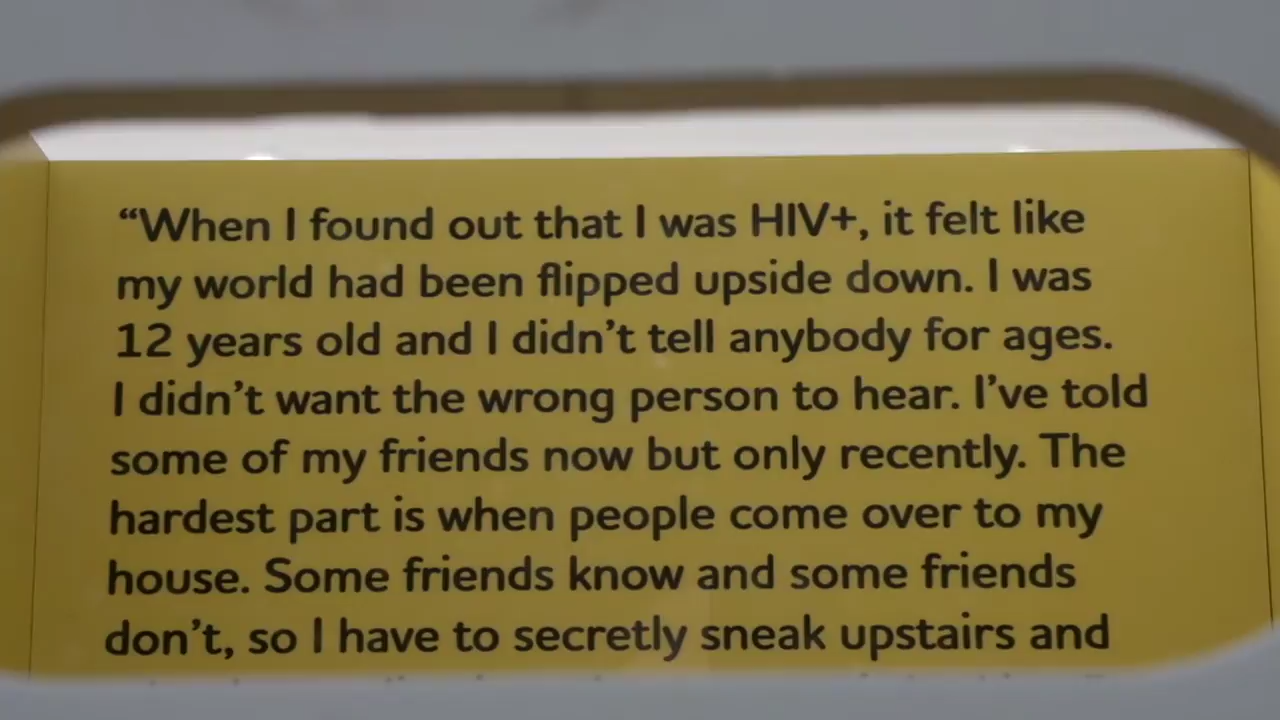 “When I found out that I was HIV+, it felt like
my world had been flipped upside down. I was
12 years old and I didn’t tell anybody for ages.
I didn’t want the wrong person to hear. I’ve told
some of my friends now but only recently. The
hardest part is when people come over to my
house. Some friends know and some friends
don’t, so I have to secretly sneak upstairs and